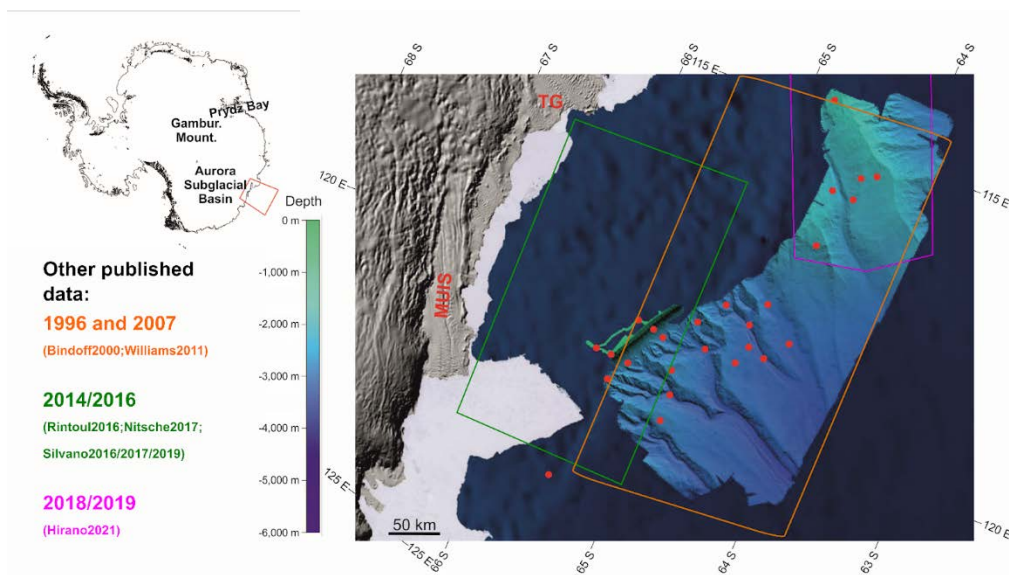 Prydz Bay
Gambur.
Mount.
Aurora
Subglacial
Basin
Depth
0 m
-1,000 m
-2,000 m
-3,000 m
-4,000 m
-5,000 m
-6,000 m
Other published
data:
1996 and 2007
(Bindoff2000;Williams2011)
2014/2016
(Rintoul2016;Nitsche2017;
Silvano2016/2017/2019)
2018/2019
(Hirano2021)
68 S
67 S
66 S
115 E
65 S
64 S
120 E
115 E
TG
MUIS
125 E
50 km
125 E
66 S
65 S
64 S
63 S
120 E